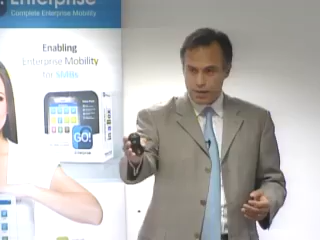 Enterprise
Complete Enterprise Mobility
Enabling
Enterprise Mobility
for SMBs
GO!